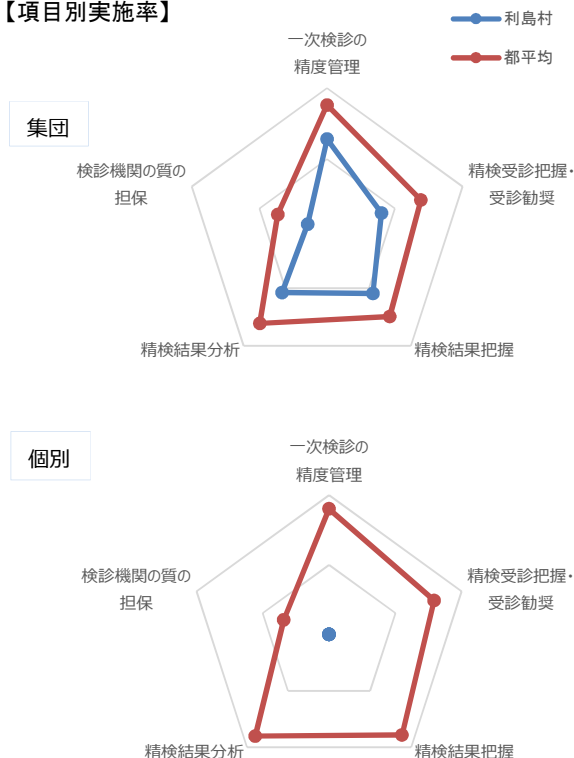 【項目別実施率】
利島村
都平均
集団
一次検診の
精度管理
検診機関の質の
担保
精検受診把握・
受診勧奨
精検結果分析
精検結果把握
個別
一次検診の
精度管理
検診機関の質の
担保
精検受診把握・
受診勧奨
精検結果分析
精検結果把握